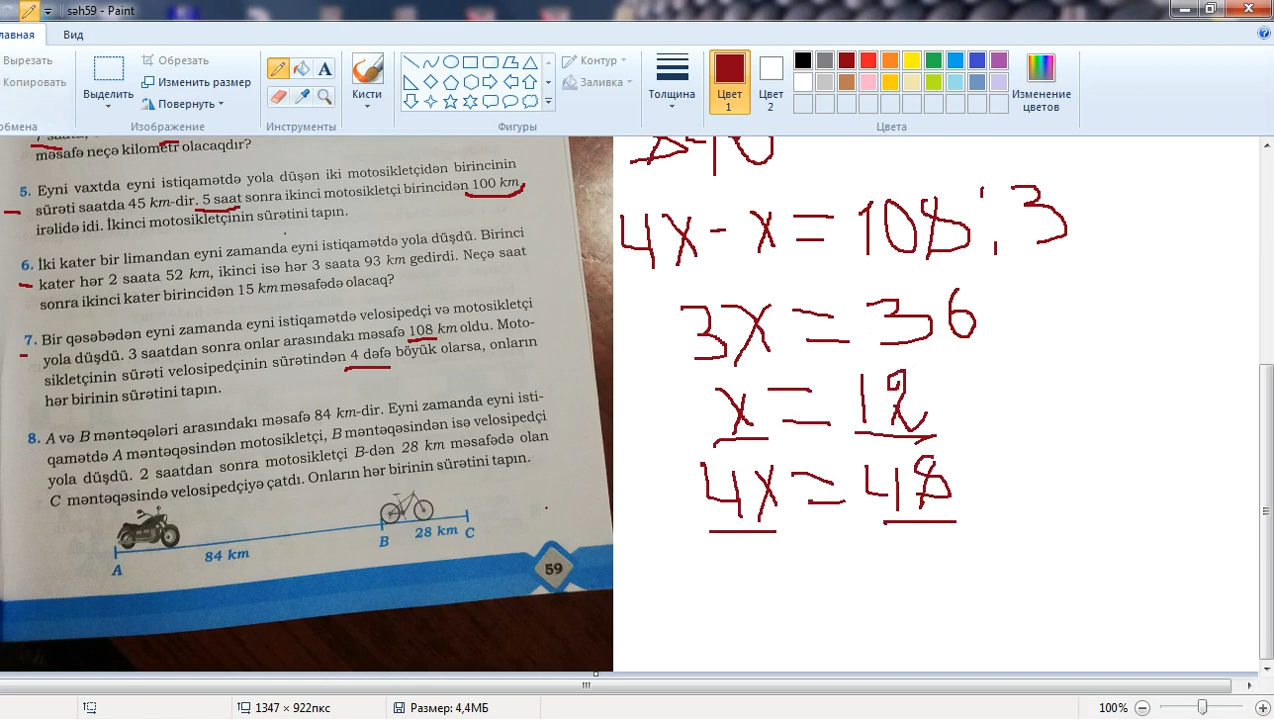 səh59 - Paint
лавная Вид
Вырезать
Копировать
обмена
Выделить
Обрезать
Изменить размер
Повернуть
Изображение
A
Инструменты
Кисти
Фигуры
Контур
Заливка
Толщина
Цвет 1
Цвет 2
Изменение цветов
Цвета
məsafə neçə kilometr olacaqdır?
5. Eyni vaxtda eyni istiqamətdə yola düşən iki motosikletçidən birincinin
sürəti saatda 45 km-dir. 5 saat sonra ikinci motosikletçi birincidən 100 km
irəlidə idi. İkinci motosikletçinin sürətini tapın.
6. İki kater bir limandan eyni zamanda eyni istiqamətdə yola düşdü. Birinci
kater hər 2 saata 52 km, ikinci isə hər 3 saata 93 km gedirdi. Neçə saat
sonra ikinci kater birincidən 15 km məsafədə olacaq?
7. Bir qəsəbədən eyni zamanda eyni istiqamətdə velosipedçi və motosikletçi
yola düşdü. 3 saatdan sonra onlar arasındakı məsafə 108 km oldu. Moto-
sikletçinin sürəti velosipedçinin sürətindən 4 dəfə böyük olarsa, onların
hər birinin sürətini tapın.
8. A və B məntəqələri arasındakı məsafə 84 km-dir. Eyni zamanda eyni isti-
qamətdə A məntəqəsindən motosikletçi, B məntəqəsindən isə velosipedçi
yola düşdü. 2 saatdan sonra motosikletçi B-dən 28 km məsafədə olan
C məntəqəsində velosipedçiyə çatdı. Onların hər birinin sürətini tapın.
A 84 km B 28 km C
59
4x - x = 108 : 3
3x = 36
x = 12
4x = 48
1347 × 922пкс
Размер: 4,4МБ
100%